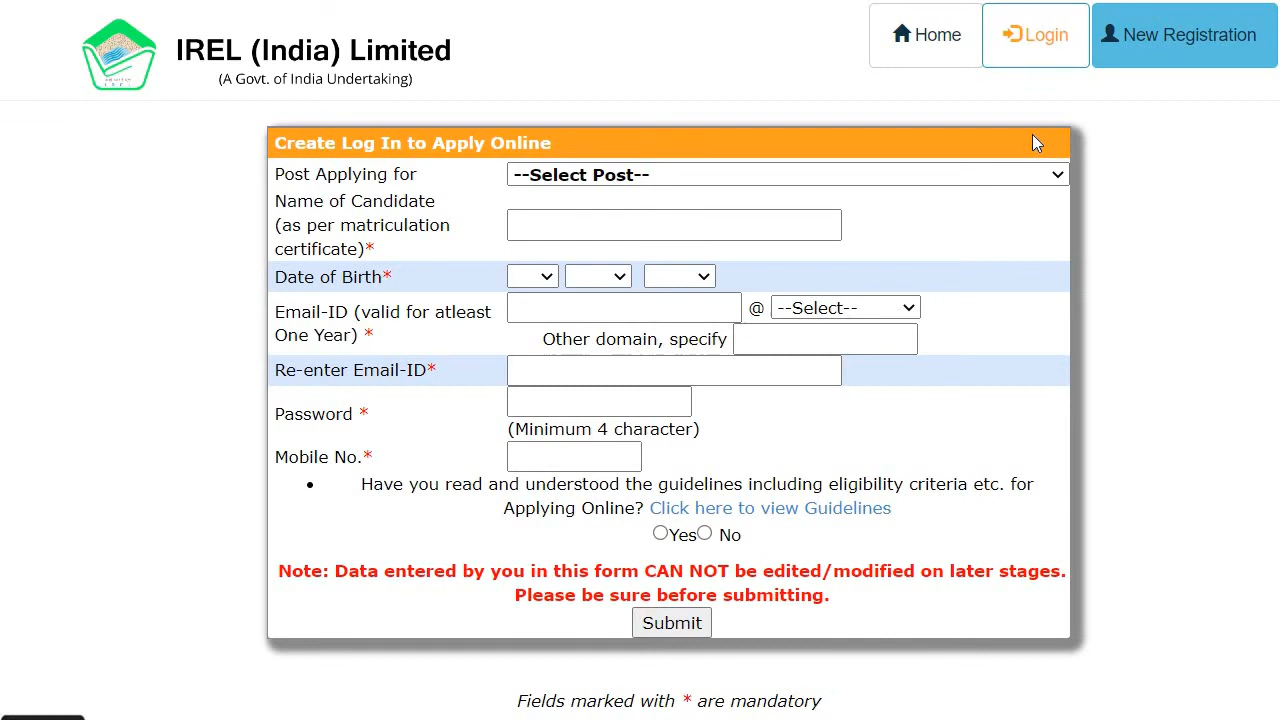 IREL (India) Limited
(A Govt. of India Undertaking)
Home
Login
New Registration
Create Log In to Apply Online
Post Applying for
--Select Post--
Name of Candidate
(as per matriculation
certificate)*
Date of Birth*
Email-ID (valid for atleast
One Year) *
@ --Select--
Other domain, specify
Re-enter Email-ID*
Password *
(Minimum 4 character)
Mobile No.*
• Have you read and understood the guidelines including eligibility criteria etc. for
Applying Online? Click here to view Guidelines
Yes No
Note: Data entered by you in this form CAN NOT be edited/modified on later stages.
Please be sure before submitting.
Submit
Fields marked with * are mandatory